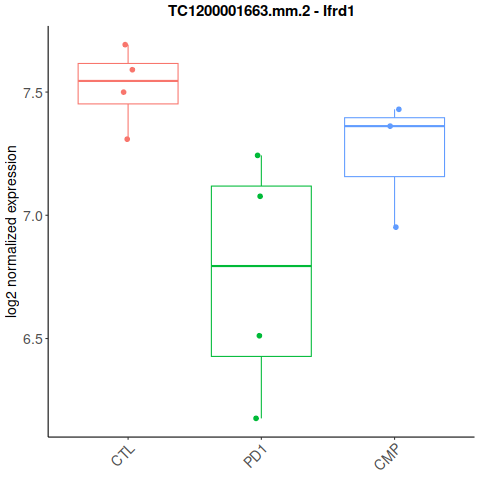 TC1200001663.mm.2 - Ifrd1
log2 normalized expression
7.5
7.0
6.5
CTL
PD1
CMP